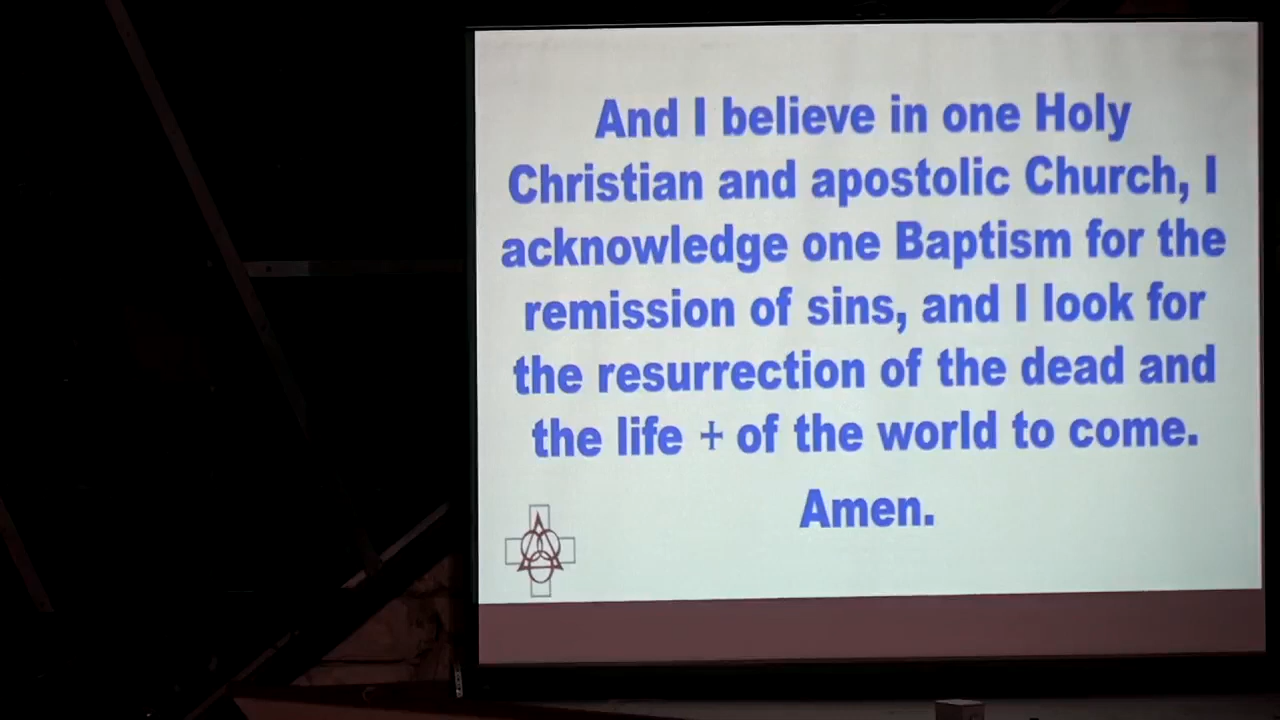 And I believe in one Holy
Christian and apostolic Church, I
acknowledge one Baptism for the
remission of sins, and I look for
the resurrection of the dead and
the life + of the world to come.
Amen.